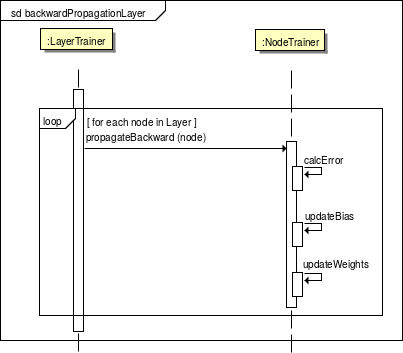 sd backwardPropagationLayer
:LayerTrainer
:NodeTrainer
loop
[ for each node in Layer ]
propagateBackward (node)
calcError
updateBias
updateWeights